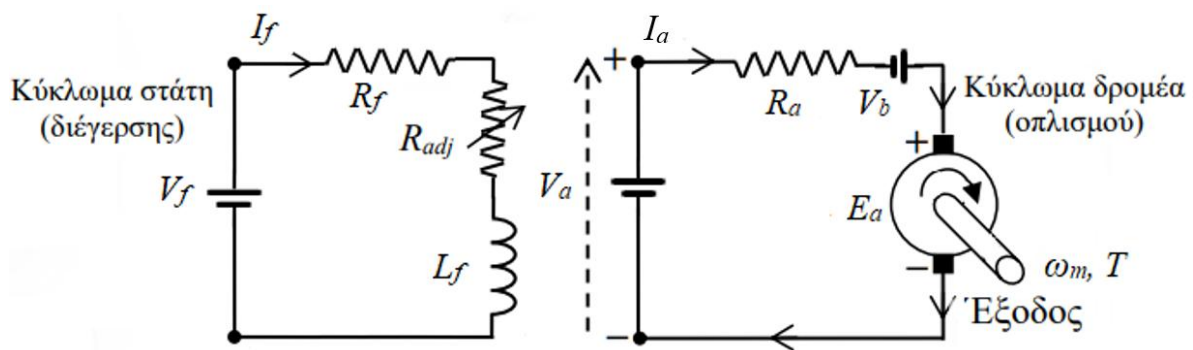 I_f
R_f
Κύκλωμα στάτη
(διέγερσης)
R_adj
V_f
L_f
I_a
+
R_a
V_b
Κύκλωμα δρομέα
(οπλισμού)
+
V_a
E_a
ω_m, T
−
Έξοδος
−